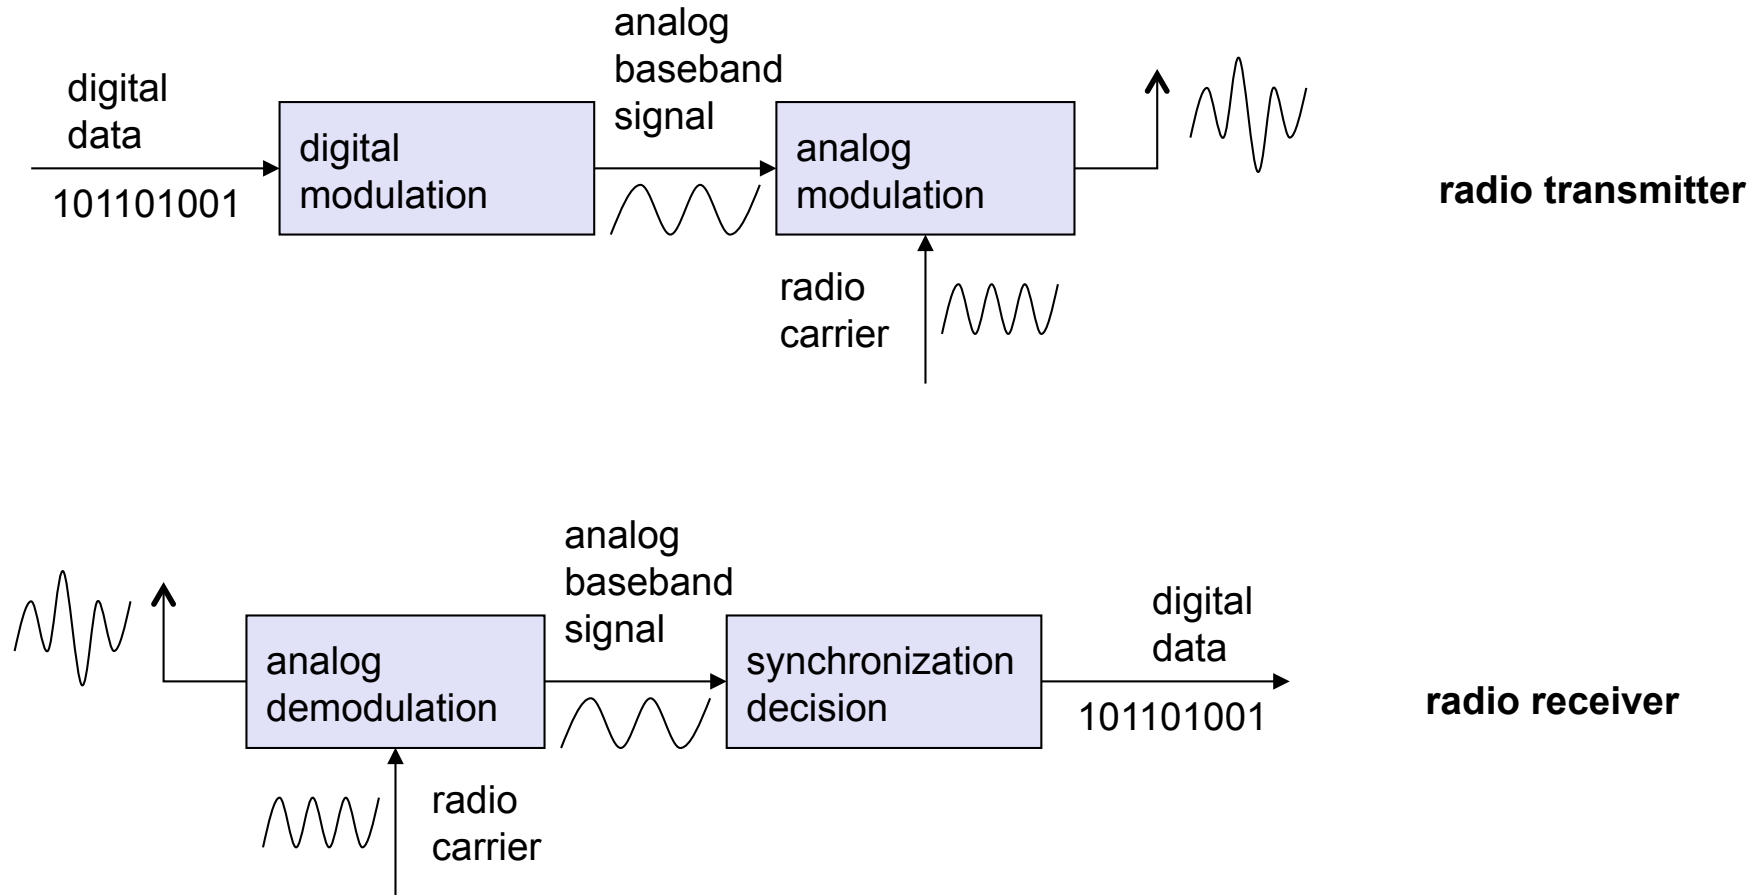 analog
baseband
signal
digital
data
101101001
digital
modulation
analog
modulation
radio
carrier
radio transmitter
analog
baseband
signal
analog
demodulation
radio
carrier
synchronization
decision
digital
data
101101001
radio receiver